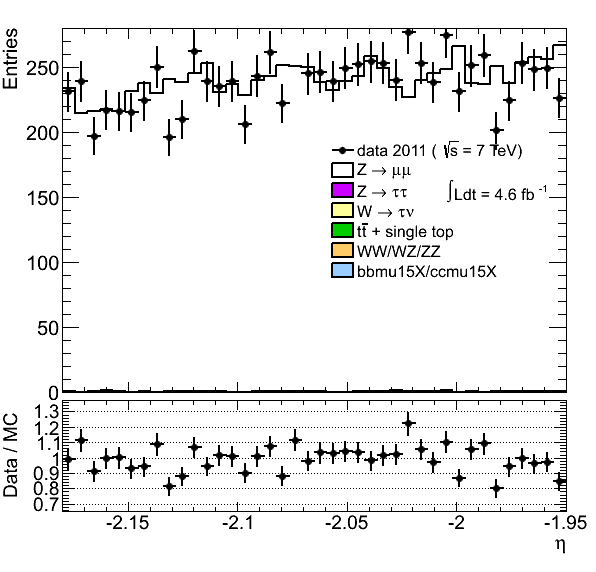 Entries
250
200
150
100
50
0
data 2011 ( √s = 7 TeV)
Z → μμ
Z → ττ
∫Ldt = 4.6 fb⁻¹
W → τν
tt̄ + single top
WW/WZ/ZZ
bbmu15X/ccmu15X
Data / MC
1.3
1.2
1.1
1
0.9
0.8
0.7
-2.15
-2.1
-2.05
-2
-1.95
η